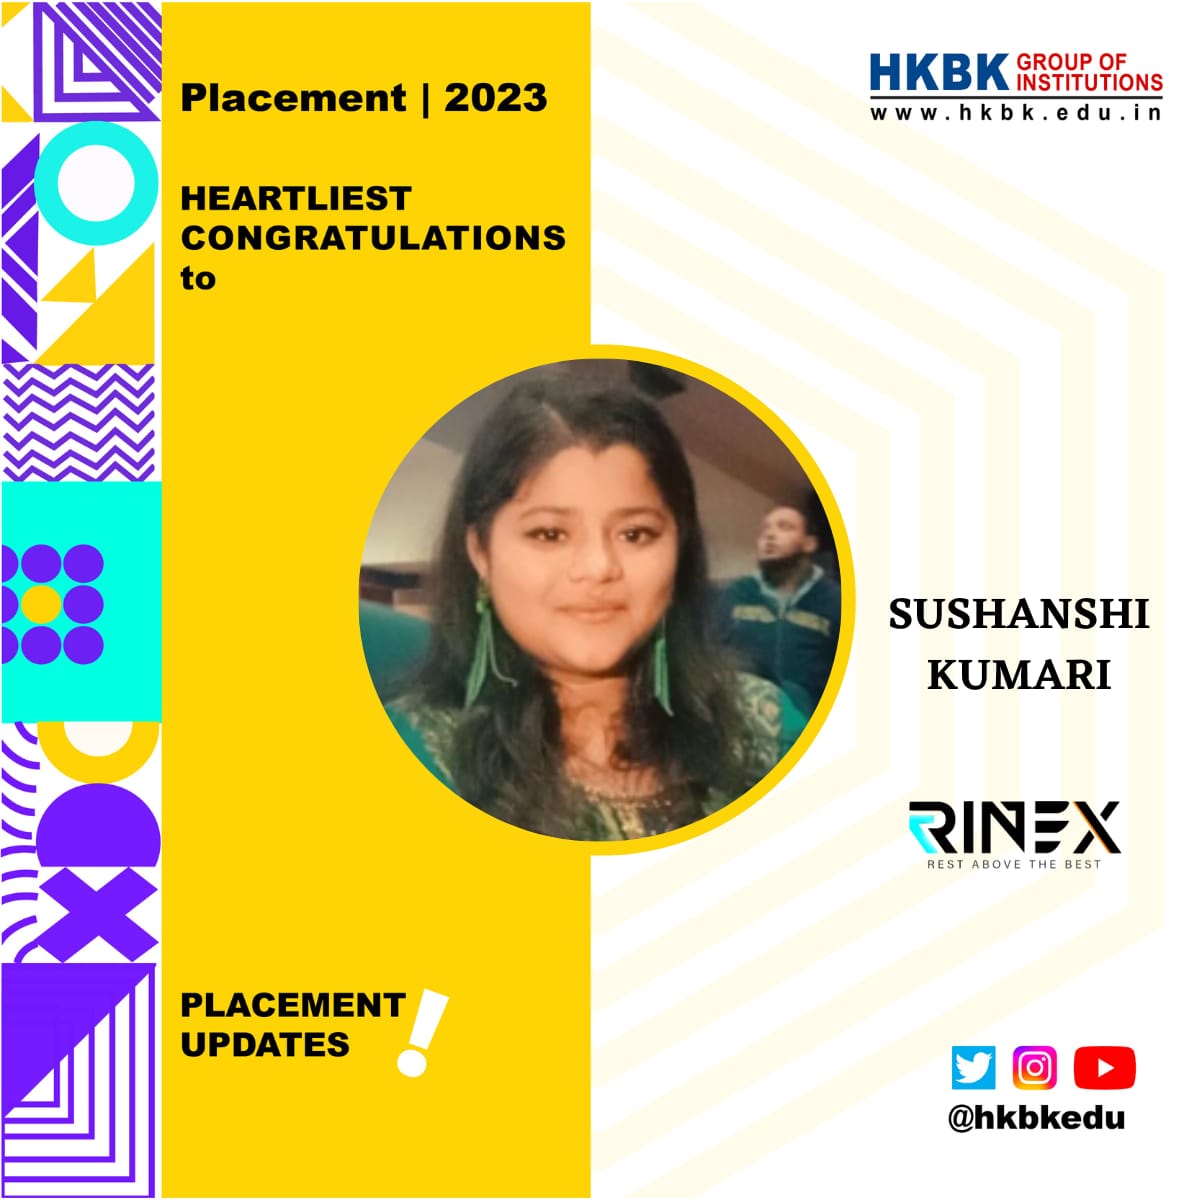 Placement | 2023
HKBK GROUP OF INSTITUTIONS
www.hkbk.edu.in
HEARTLIEST
CONGRATULATIONS
to
SUSHANSHI
KUMARI
RINEX
REST ABOVE THE BEST
PLACEMENT
UPDATES !
@hkbkedu